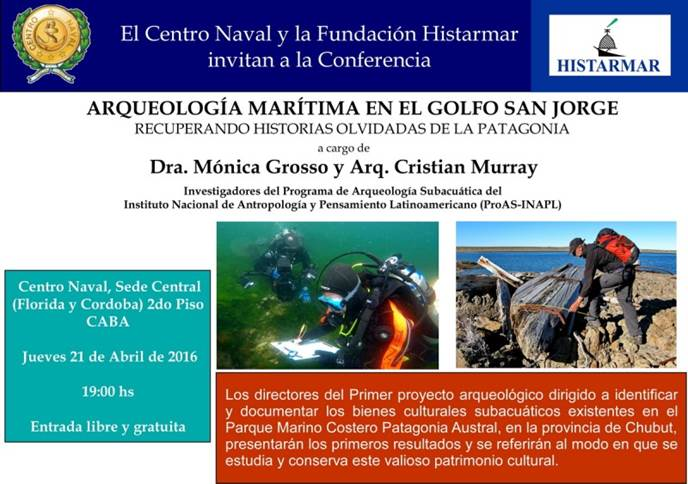 CENTRO NAVAL
El Centro Naval y la Fundación Histarmar
invitan a la Conferencia
HISTARMAR
ARQUEOLOGÍA MARÍTIMA EN EL GOLFO SAN JORGE
RECUPERANDO HISTORIAS OLVIDADAS DE LA PATAGONIA
a cargo de
Dra. Mónica Grosso y Arq. Cristian Murray
Investigadores del Programa de Arqueología Subacuática del
Instituto Nacional de Antropología y Pensamiento Latinoamericano (ProAS-INAPL)
Centro Naval, Sede Central
(Florida y Cordoba) 2do Piso
CABA
Jueves 21 de Abril de 2016
19:00 hs
Entrada libre y gratuita
Los directores del Primer proyecto arqueológico dirigido a identificar
y documentar los bienes culturales subacuáticos existentes en el
Parque Marino Costero Patagonia Austral, en la provincia de Chubut,
presentarán los primeros resultados y se referirán al modo en que se
estudia y conserva este valioso patrimonio cultural.